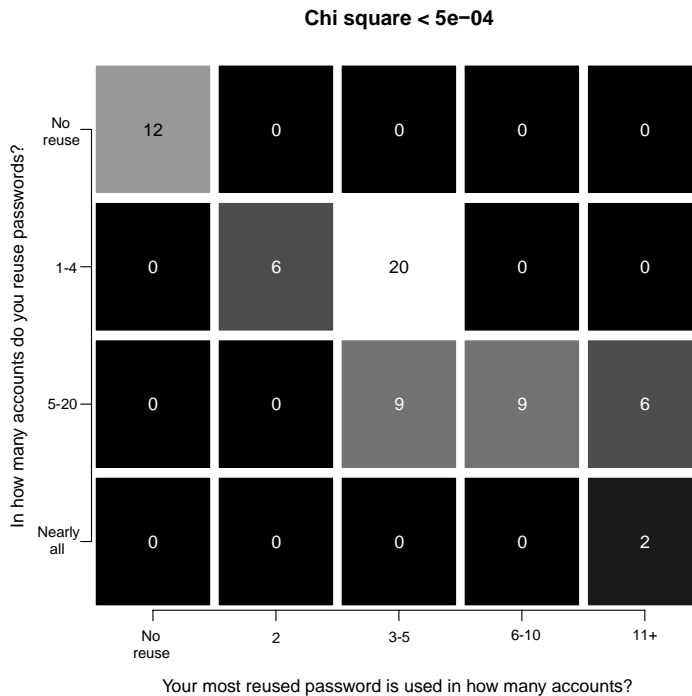 Chi square < 5e−04
In how many accounts do you reuse passwords?
No
reuse
12 0 0 0 0
1-4
0 6 20 0 0
5-20
0 0 9 9 6
Nearly
all
0 0 0 0 2
No
reuse
2
3-5
6-10
11+
Your most reused password is used in how many accounts?